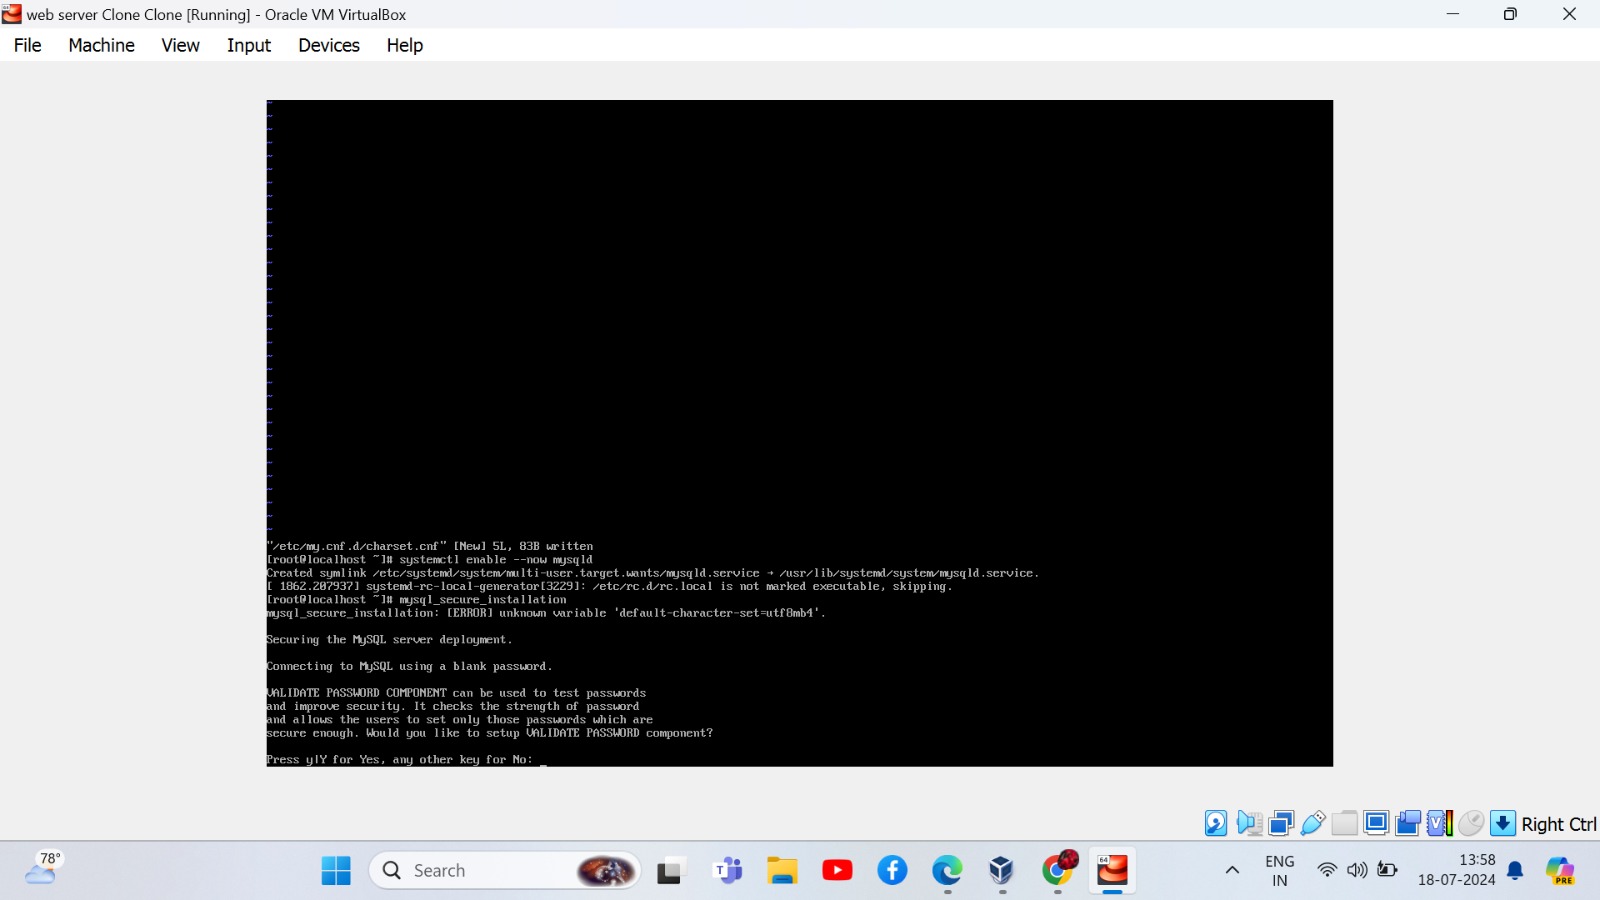 web server Clone Clone [Running] - Oracle VM VirtualBox
File Machine View Input Devices Help
"/etc/my.cnf.d/charset.cnf" [New] 5L, 83B written
[root@localhost ~]# systemctl enable --now mysqld
Created symlink /etc/systemd/system/multi-user.target.wants/mysqld.service → /usr/lib/systemd/system/mysqld.service.
[ 1862.207937] systemd-rc-local-generator[3229]: /etc/rc.d/rc.local is not marked executable, skipping.
[root@localhost ~]# mysql_secure_installation
mysql_secure_installation: [ERROR] unknown variable 'default-character-set=utf8mb4'.
Securing the MySQL server deployment.
Connecting to MySQL using a blank password.
VALIDATE PASSWORD COMPONENT can be used to test passwords
and improve security. It checks the strength of password
and allows the users to set only those passwords which are
secure enough. Would you like to setup VALIDATE PASSWORD component?
Press y|Y for Yes, any other key for No: _
Right Ctrl
78°
Search
ENG
IN
13:58
18-07-2024
PRE